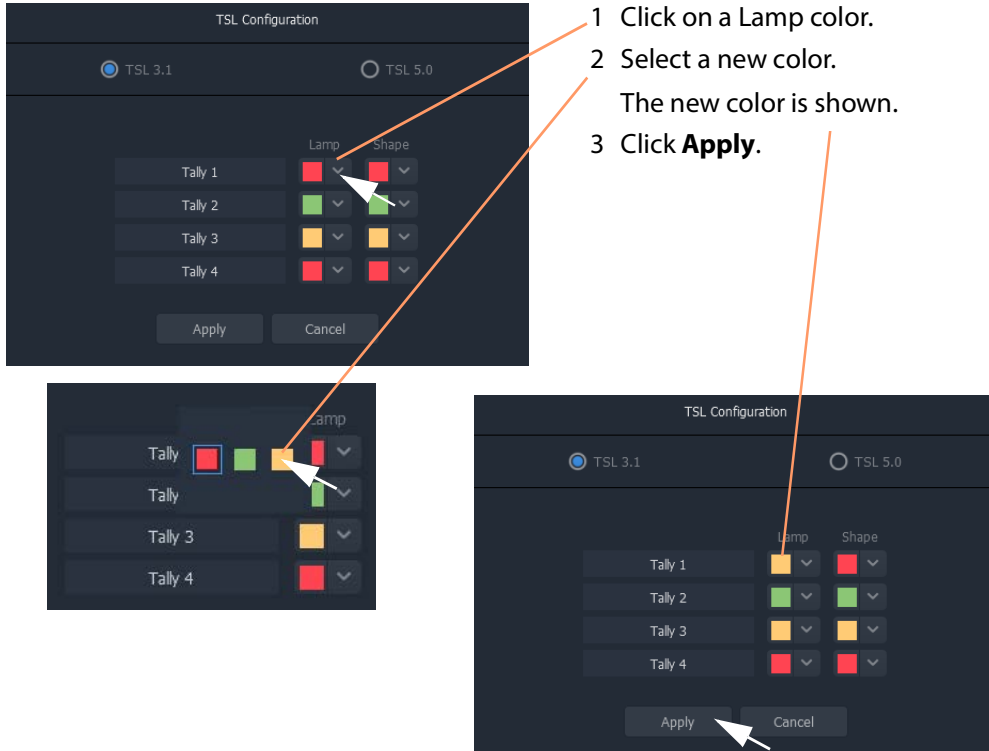 TSL Configuration
TSL 3.1 TSL 5.0
Lamp Shape
Tally 1
Tally 2
Tally 3
Tally 4
Apply Cancel
1 Click on a Lamp color.
2 Select a new color.
The new color is shown.
3 Click Apply.
Lamp
Tally
Tally
Tally 3
Tally 4
TSL Configuration
TSL 3.1 TSL 5.0
Lamp Shape
Tally 1
Tally 2
Tally 3
Tally 4
Apply Cancel